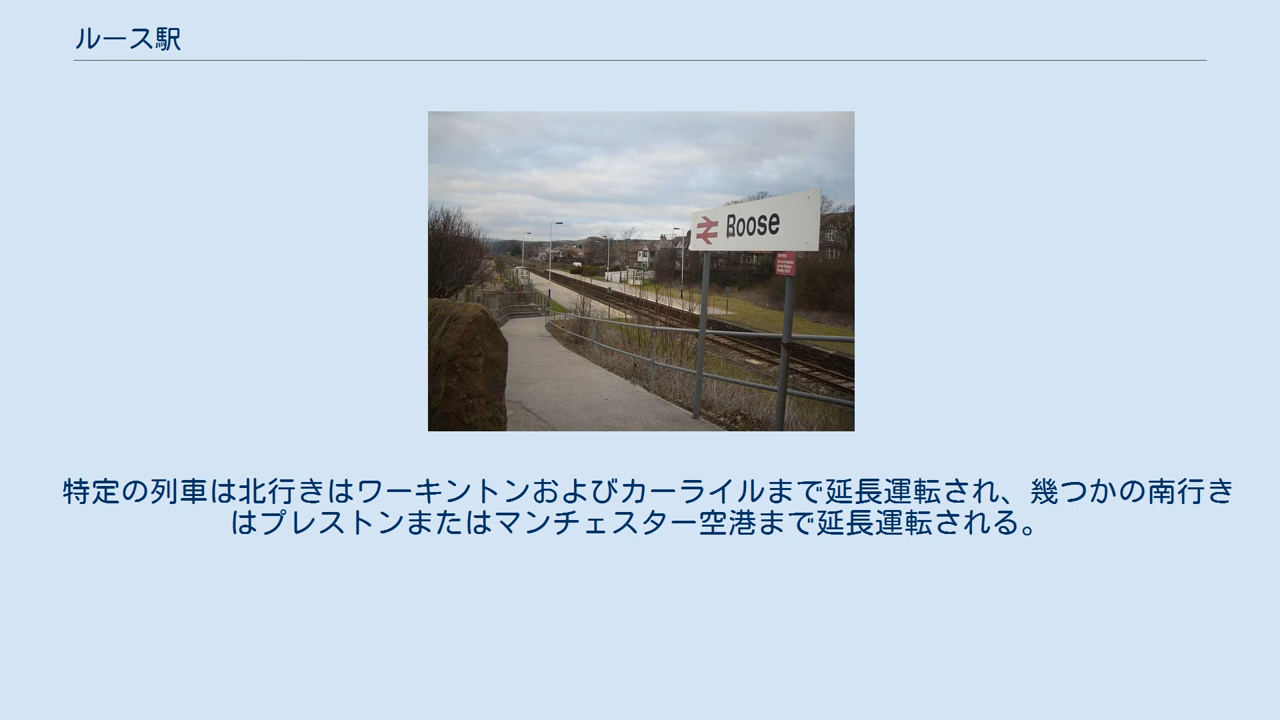 ルース駅
Roose
特定の列車は北行きはワーキントンおよびカーライルまで延長運転され、幾つかの南行き
はプレストンまたはマンチェスター空港まで延長運転される。